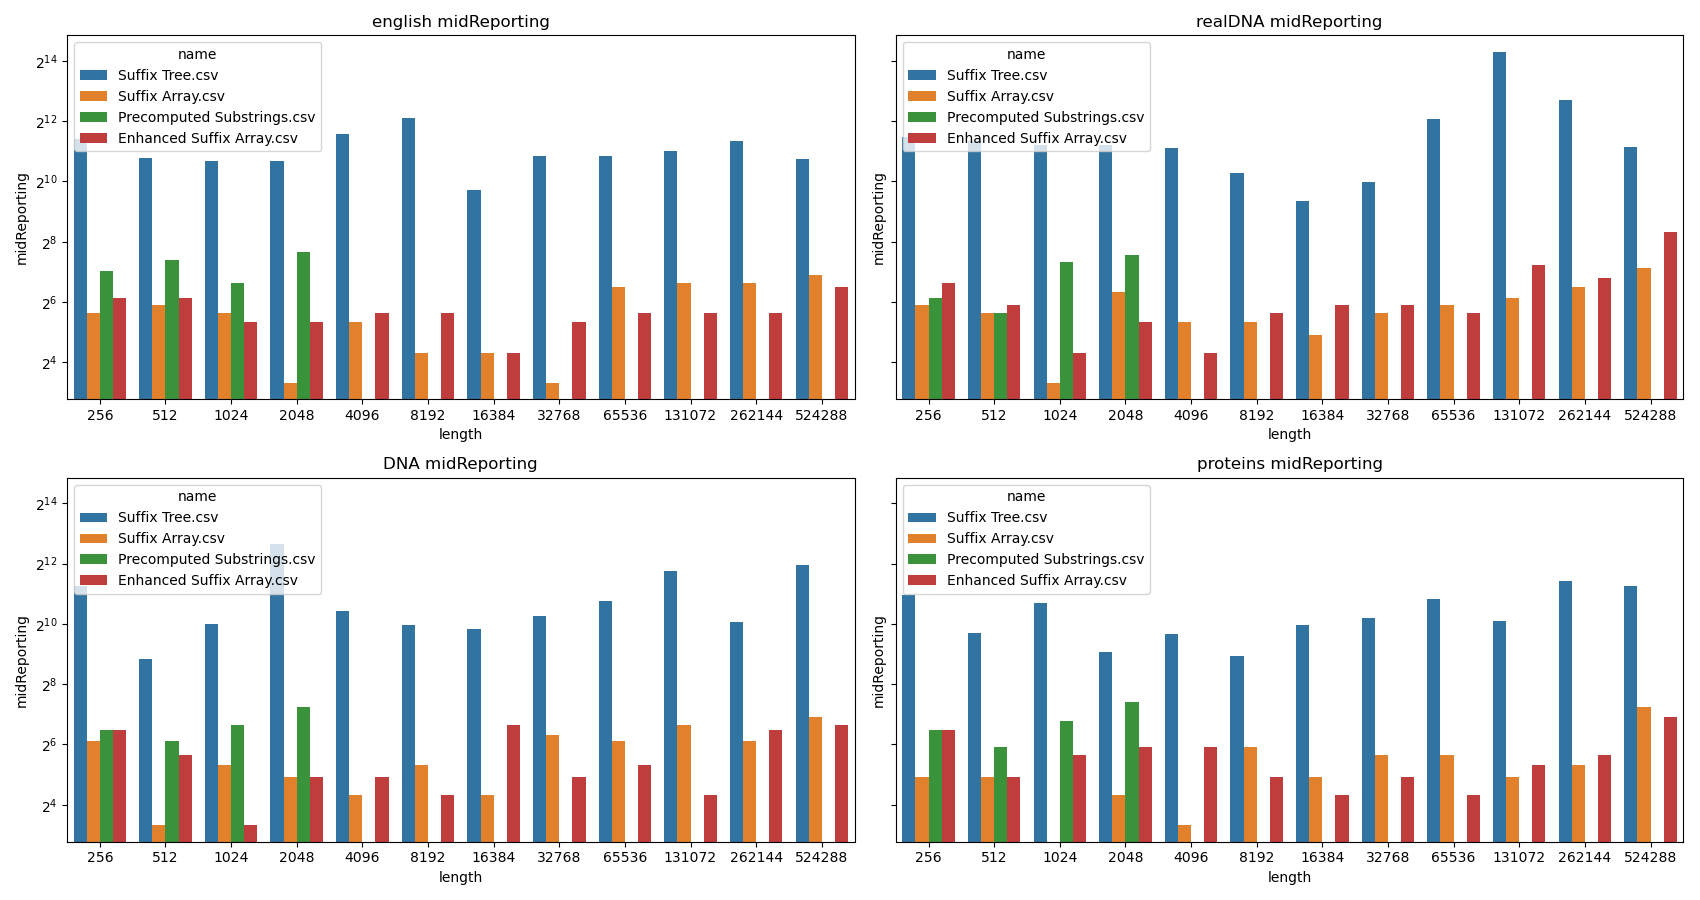 english midReporting
name
Suffix Tree.csv
Suffix Array.csv
Precomputed Substrings.csv
Enhanced Suffix Array.csv
midReporting
2^14
2^12
2^10
2^8
2^6
2^4
256 512 1024 2048 4096 8192 16384 32768 65536 131072 262144 524288
length
realDNA midReporting
name
Suffix Tree.csv
Suffix Array.csv
Precomputed Substrings.csv
Enhanced Suffix Array.csv
midReporting
256 512 1024 2048 4096 8192 16384 32768 65536 131072 262144 524288
length
DNA midReporting
name
Suffix Tree.csv
Suffix Array.csv
Precomputed Substrings.csv
Enhanced Suffix Array.csv
midReporting
2^14
2^12
2^10
2^8
2^6
2^4
256 512 1024 2048 4096 8192 16384 32768 65536 131072 262144 524288
length
proteins midReporting
name
Suffix Tree.csv
Suffix Array.csv
Precomputed Substrings.csv
Enhanced Suffix Array.csv
midReporting
256 512 1024 2048 4096 8192 16384 32768 65536 131072 262144 524288
length